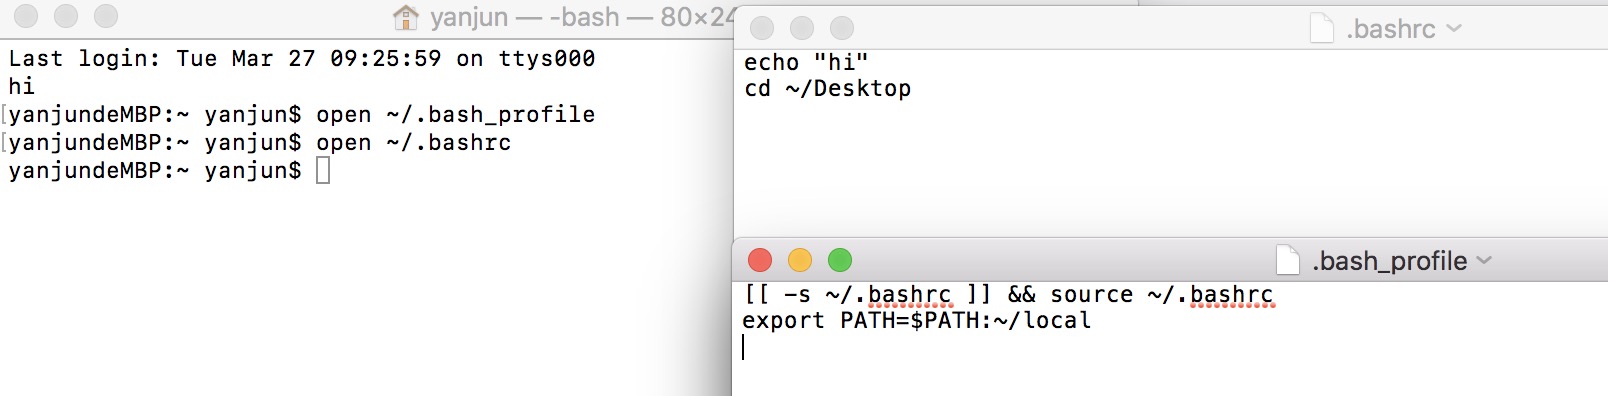 yanjun — -bash — 80×24
Last login: Tue Mar 27 09:25:59 on ttys000
hi
[yanjundeMBP:~ yanjun$ open ~/.bash_profile
[yanjundeMBP:~ yanjun$ open ~/.bashrc
yanjundeMBP:~ yanjun$
.bashrc
echo "hi"
cd ~/Desktop
.bash_profile
[[ -s ~/.bashrc ]] && source ~/.bashrc
export PATH=$PATH:~/local